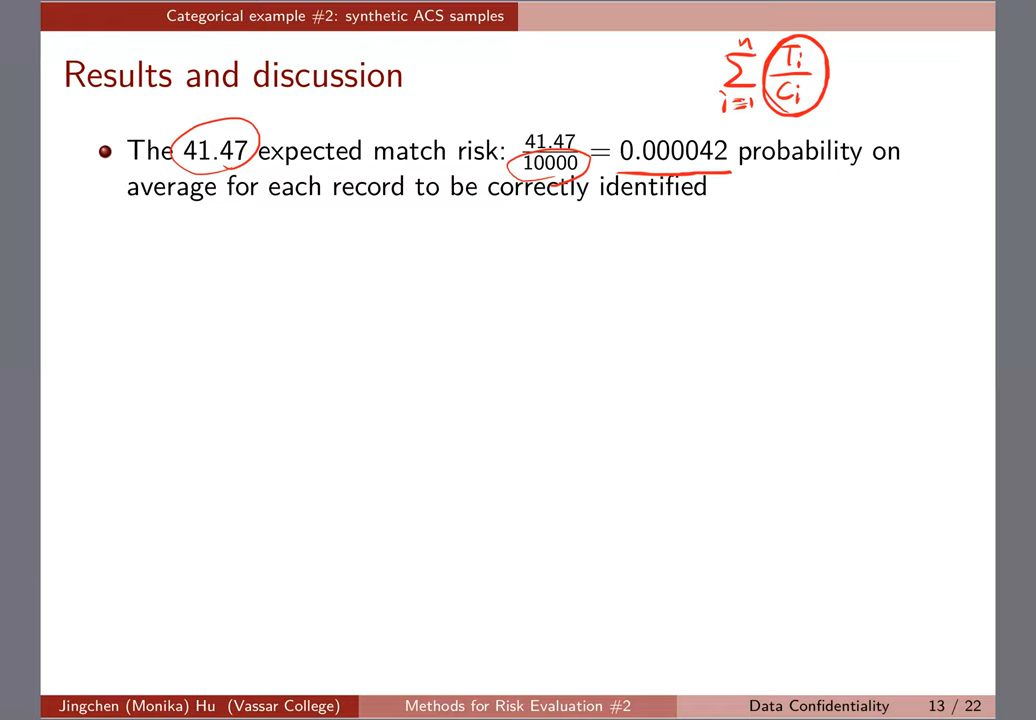 Categorical example #2: synthetic ACS samples
Results and discussion
n
∑ Ti/Ci
i=1
The 41.47 expected match risk: 41.47/10000 = 0.000042 probability on
average for each record to be correctly identified
Jingchen (Monika) Hu (Vassar College) Methods for Risk Evaluation #2 Data Confidentiality 13 / 22